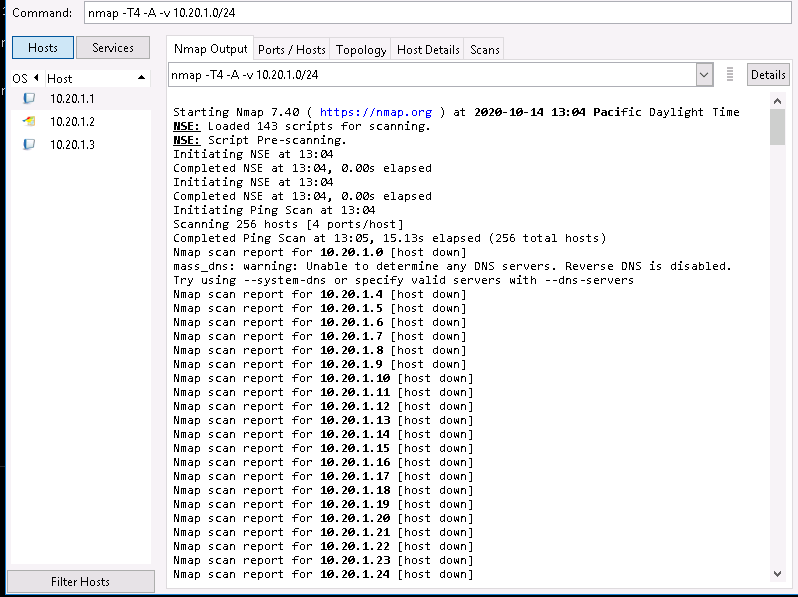 Command: nmap -T4 -A -v 10.20.1.0/24
Hosts Services
Nmap Output Ports / Hosts Topology Host Details Scans
OS Host
nmap -T4 -A -v 10.20.1.0/24 Details
10.20.1.1
10.20.1.2
10.20.1.3
Starting Nmap 7.40 ( https://nmap.org ) at 2020-10-14 13:04 Pacific Daylight Time
NSE: Loaded 143 scripts for scanning.
NSE: Script Pre-scanning.
Initiating NSE at 13:04
Completed NSE at 13:04, 0.00s elapsed
Initiating NSE at 13:04
Completed NSE at 13:04, 0.00s elapsed
Initiating Ping Scan at 13:04
Scanning 256 hosts [4 ports/host]
Completed Ping Scan at 13:05, 15.13s elapsed (256 total hosts)
Nmap scan report for 10.20.1.0 [host down]
mass_dns: warning: Unable to determine any DNS servers. Reverse DNS is disabled.
Try using --system-dns or specify valid servers with --dns-servers
Nmap scan report for 10.20.1.4 [host down]
Nmap scan report for 10.20.1.5 [host down]
Nmap scan report for 10.20.1.6 [host down]
Nmap scan report for 10.20.1.7 [host down]
Nmap scan report for 10.20.1.8 [host down]
Nmap scan report for 10.20.1.9 [host down]
Nmap scan report for 10.20.1.10 [host down]
Nmap scan report for 10.20.1.11 [host down]
Nmap scan report for 10.20.1.12 [host down]
Nmap scan report for 10.20.1.13 [host down]
Nmap scan report for 10.20.1.14 [host down]
Nmap scan report for 10.20.1.15 [host down]
Nmap scan report for 10.20.1.16 [host down]
Nmap scan report for 10.20.1.17 [host down]
Nmap scan report for 10.20.1.18 [host down]
Nmap scan report for 10.20.1.19 [host down]
Nmap scan report for 10.20.1.20 [host down]
Nmap scan report for 10.20.1.21 [host down]
Nmap scan report for 10.20.1.22 [host down]
Nmap scan report for 10.20.1.23 [host down]
Nmap scan report for 10.20.1.24 [host down]
Filter Hosts